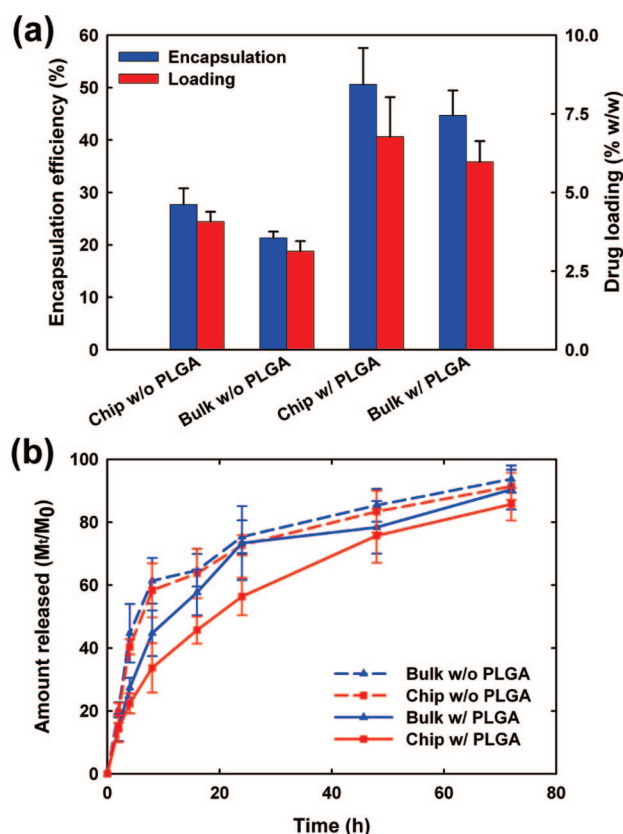 (a)
Encapsulation efficiency (%)
60
50
40
30
20
10
0
Encapsulation
Loading
10.0
7.5
5.0
2.5
0.0
Drug loading (% w/w)
Chip w/o PLGA
Bulk w/o PLGA
Chip w/ PLGA
Bulk w/ PLGA
(b)
Amount released (Mt/M0)
100
80
60
40
20
0
Bulk w/o PLGA
Chip w/o PLGA
Bulk w/ PLGA
Chip w/ PLGA
0 20 40 60 80
Time (h)